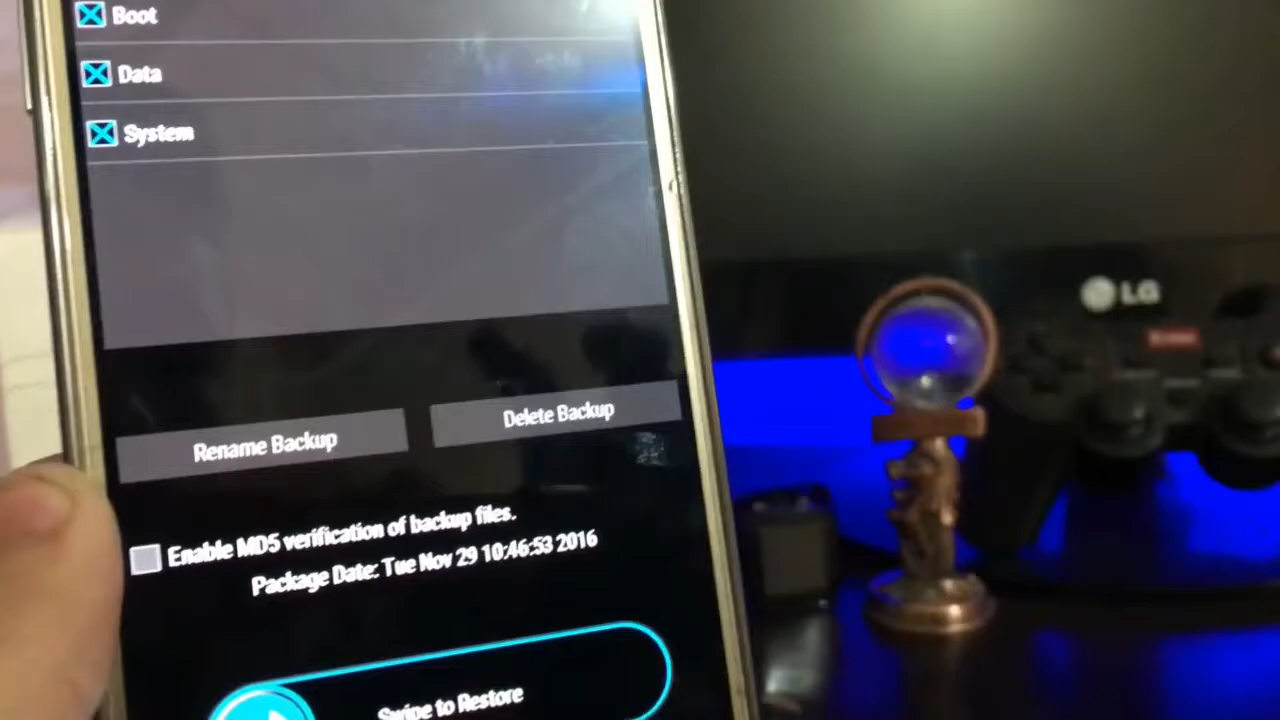 Boot
Data
System
Rename Backup
Delete Backup
Enable MD5 verification of backup files.
Package Date: Tue Nov 29 10:46:53 2016
Swipe to Restore
LG